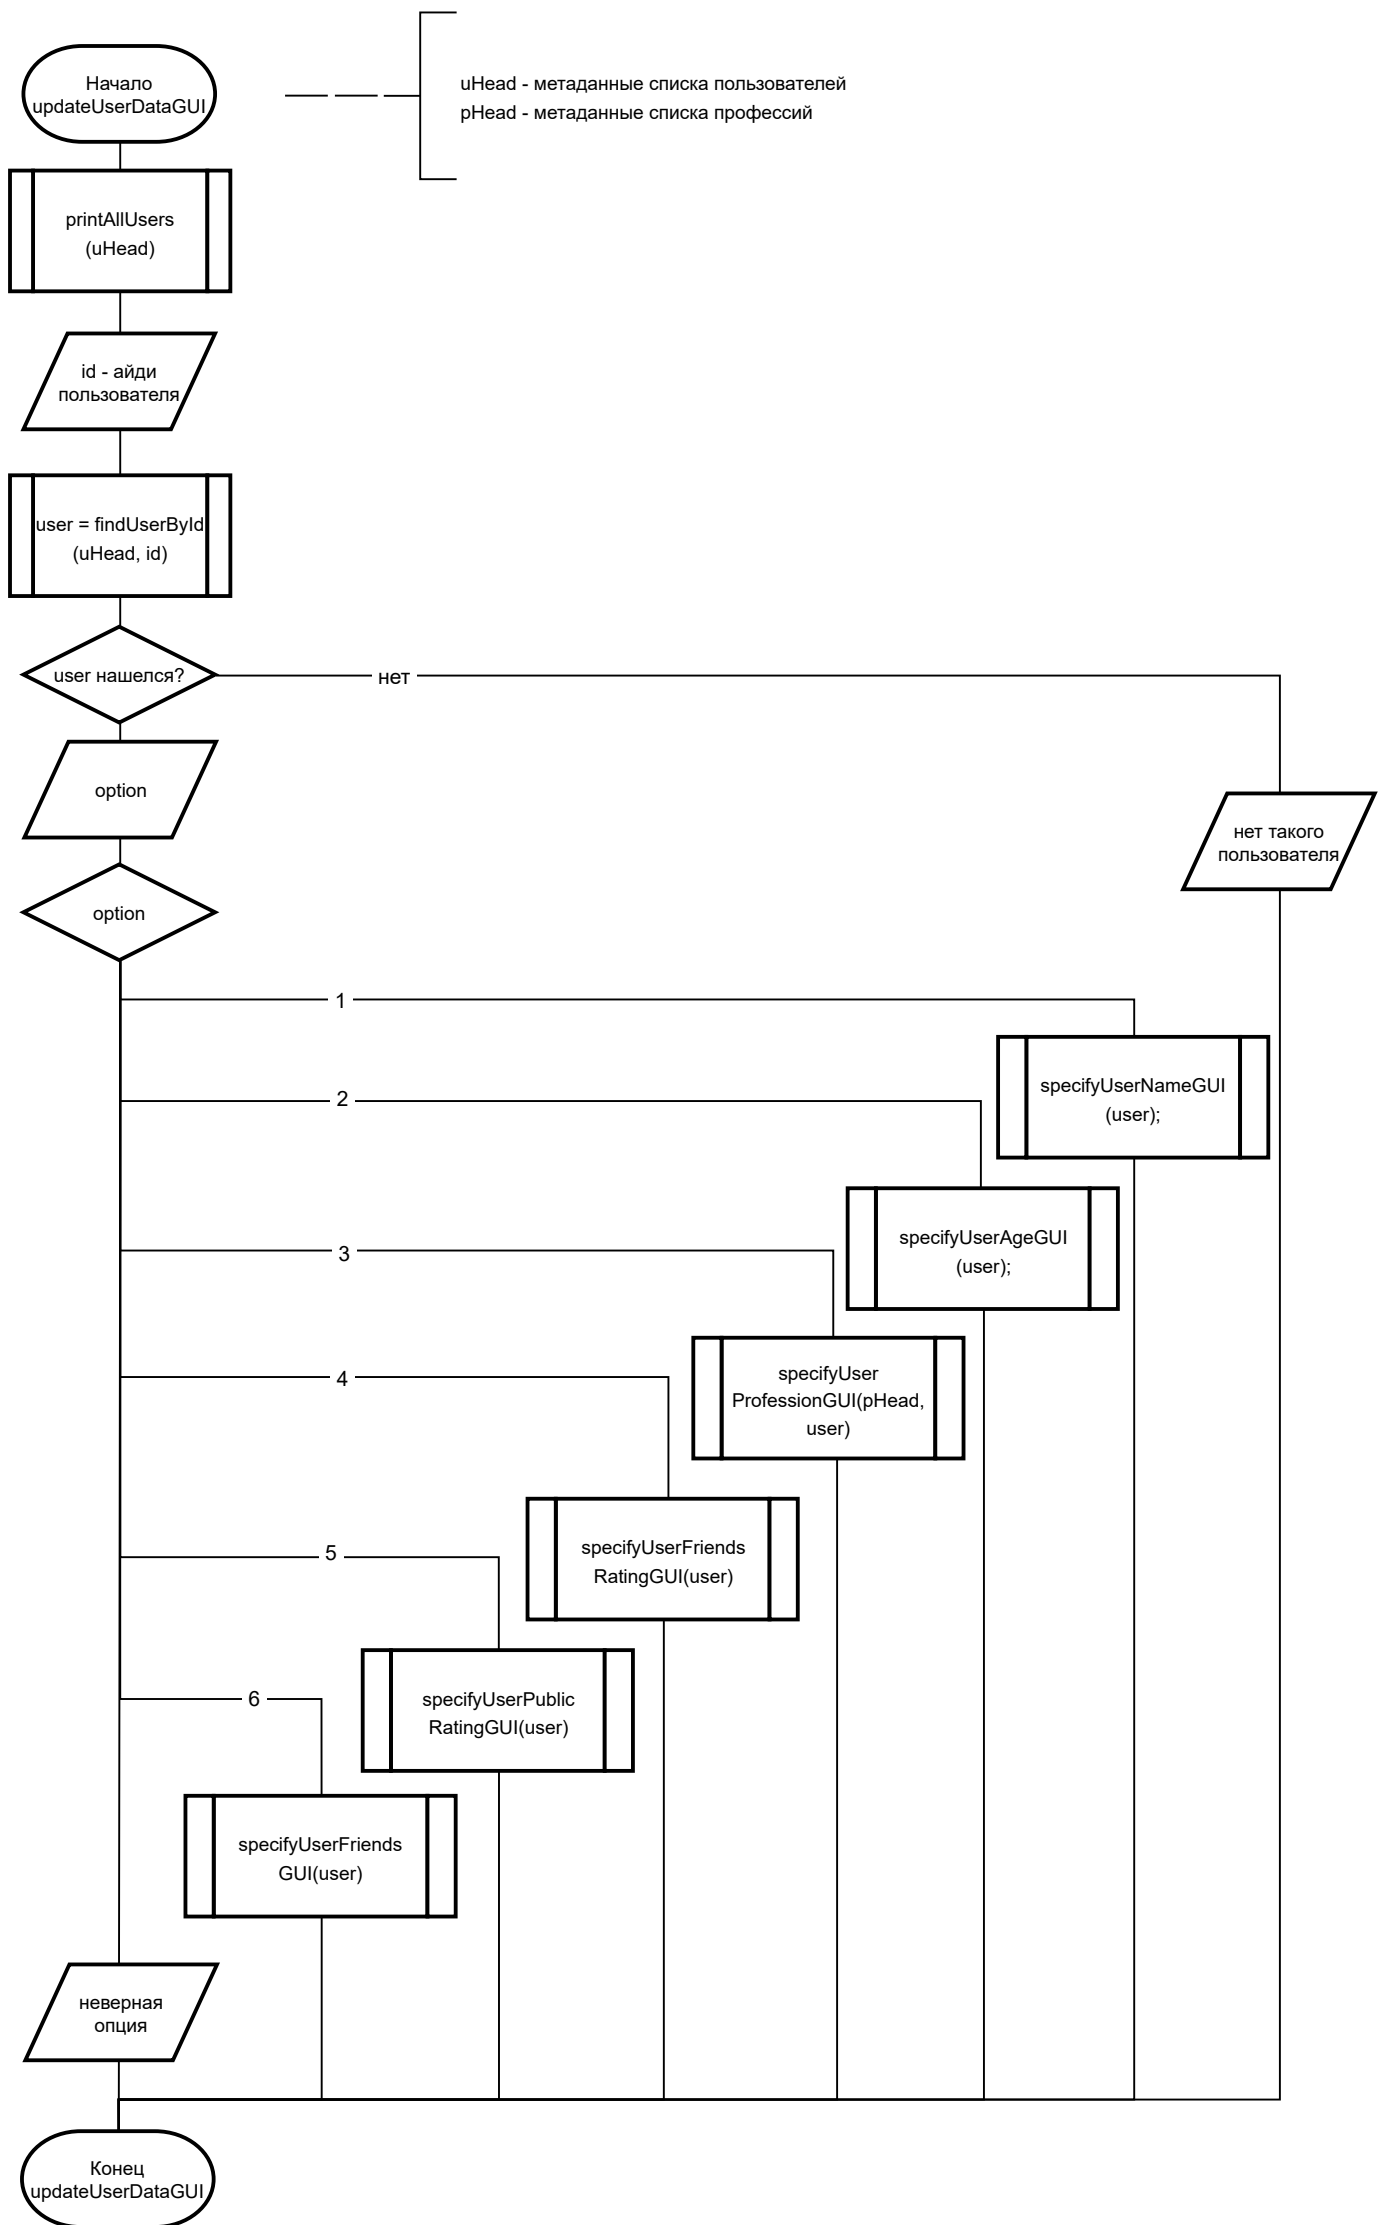 Начало
updateUserDataGUI
uHead - метаданные списка пользователей
pHead - метаданные списка профессий
printAllUsers
(uHead)
id - айди
пользователя
user = findUserById
(uHead, id)
user нашелся?
нет
option
нет такого
пользователя
option
1
specifyUserNameGUI
(user);
2
specifyUserAgeGUI
(user);
3
specifyUser
ProfessionGUI(pHead,
user)
4
specifyUserFriends
RatingGUI(user)
5
specifyUserPublic
RatingGUI(user)
6
specifyUserFriends
GUI(user)
неверная
опция
Конец
updateUserDataGUI